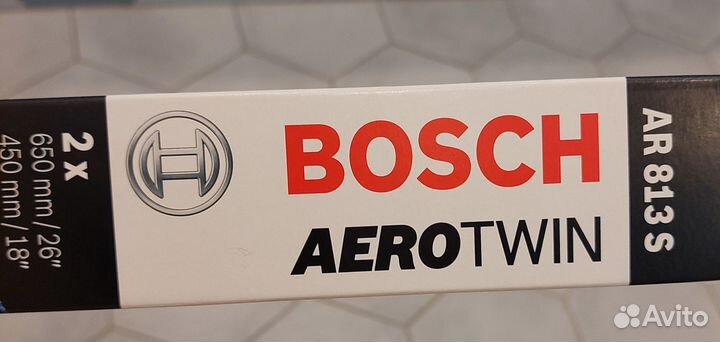 2 x
650 mm / 26"
450 mm / 18"
BOSCH
AEROTWIN
AR 813 S
Avito